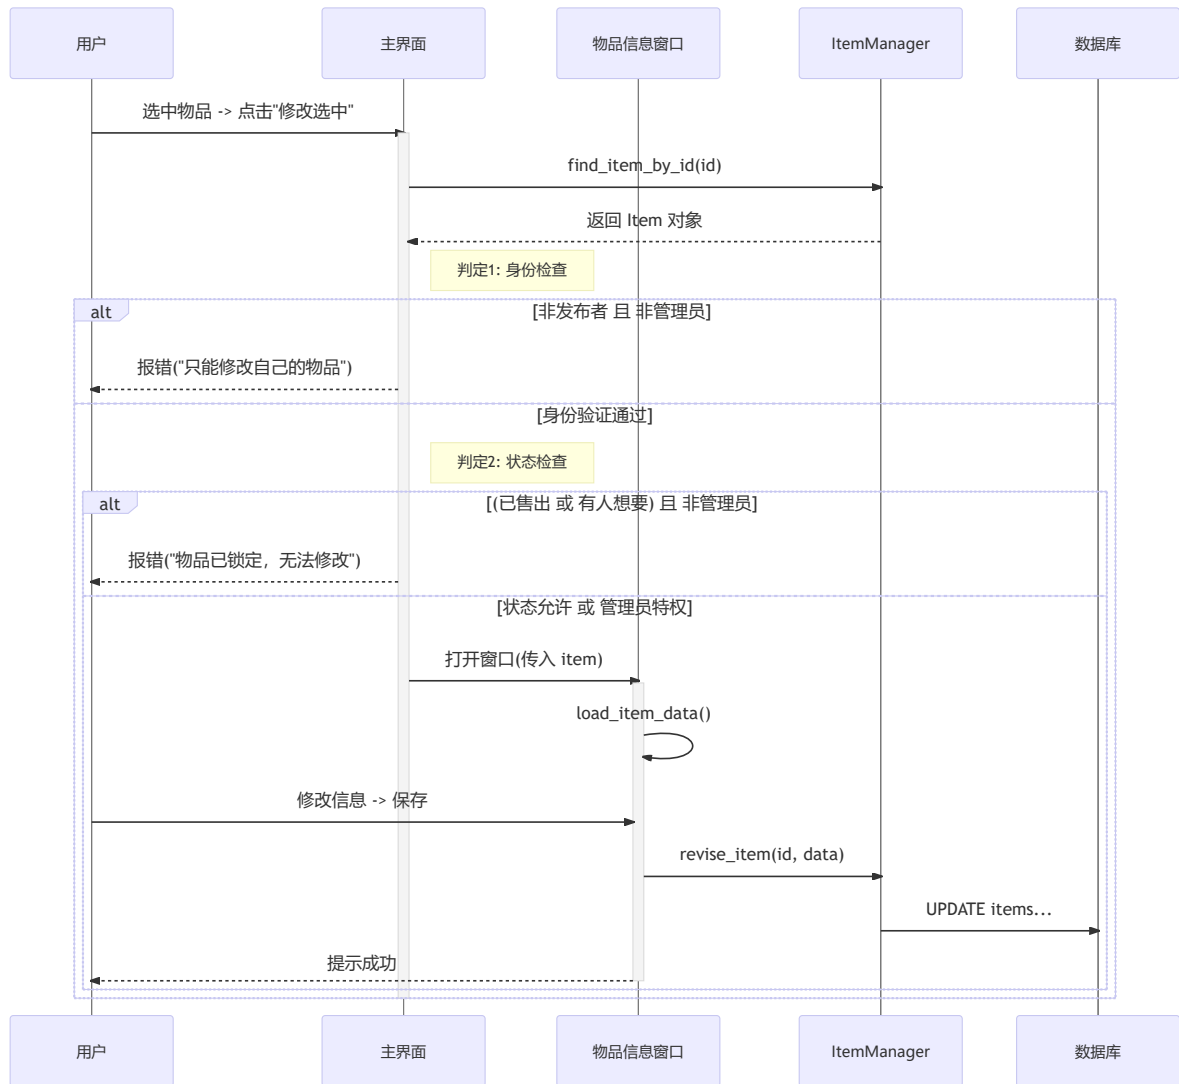 用户
主界面
物品信息窗口
ItemManager
数据库
选中物品 -> 点击"修改选中"
find_item_by_id(id)
返回 Item 对象
判定1: 身份检查
alt
[非发布者 且 非管理员]
报错("只能修改自己的物品")
[身份验证通过]
判定2: 状态检查
alt
[(已售出 或 有人想要) 且 非管理员]
报错("物品已锁定，无法修改")
[状态允许 或 管理员特权]
打开窗口(传入 item)
load_item_data()
修改信息 -> 保存
revise_item(id, data)
UPDATE items...
提示成功
用户
主界面
物品信息窗口
ItemManager
数据库